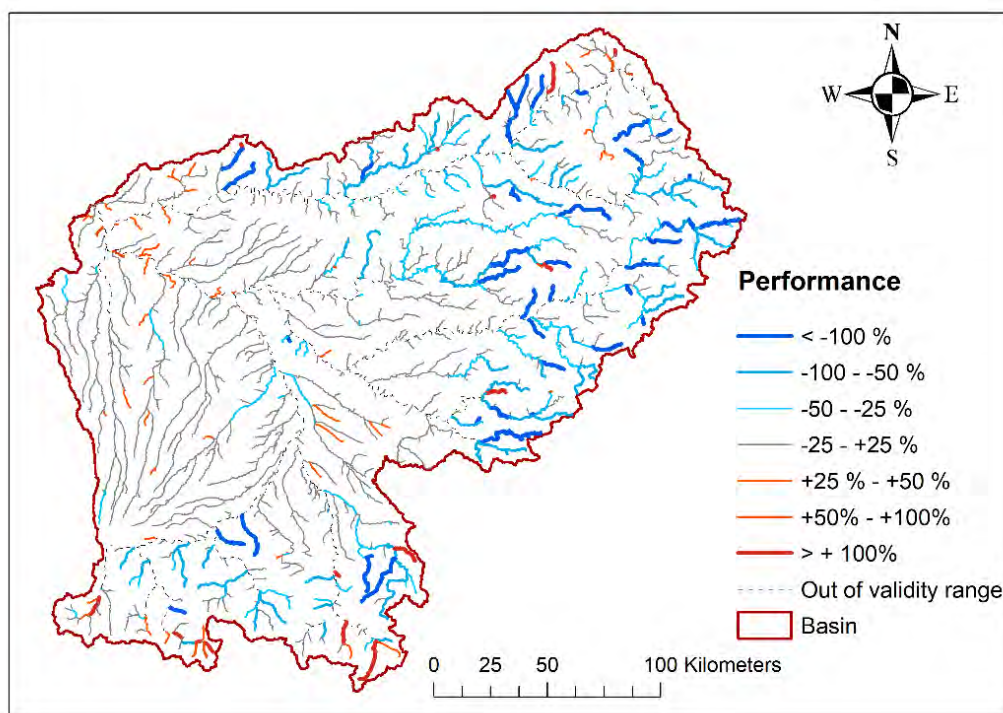 N
W E
S
Performance
< -100 %
-100 - -50 %
-50 - -25 %
-25 - +25 %
+25 % - +50 %
+50% - +100%
> + 100%
Out of validity range
Basin
0 25 50 100 Kilometers